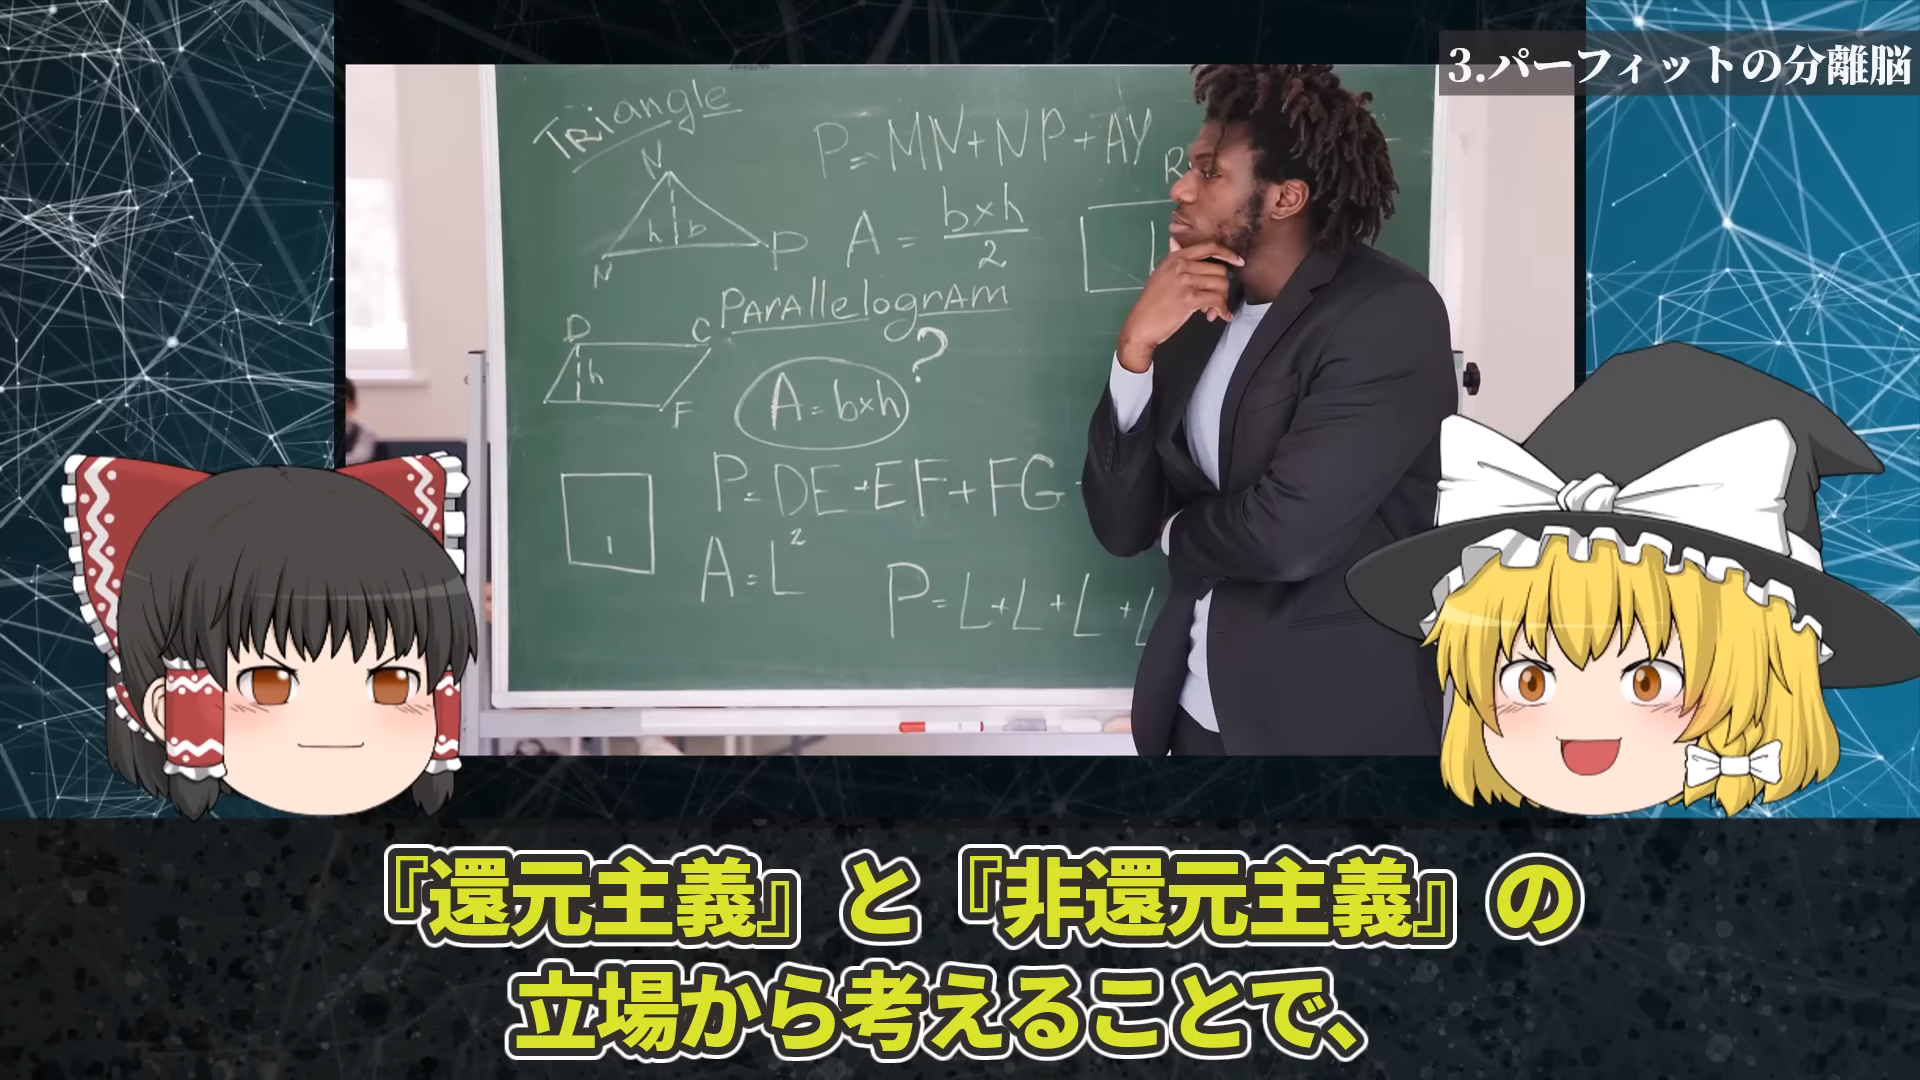 3.パーフィットの分離脳
Triangle
N
P=MN+NP+AY
h b
N
P
A = b×h
2
Parallelogram
?
D
C
h
F
A=b×h
P=DE+EF+FG
1
A=L²
P=L+L+L+L
『還元主義』と『非還元主義』の
立場から考えることで、